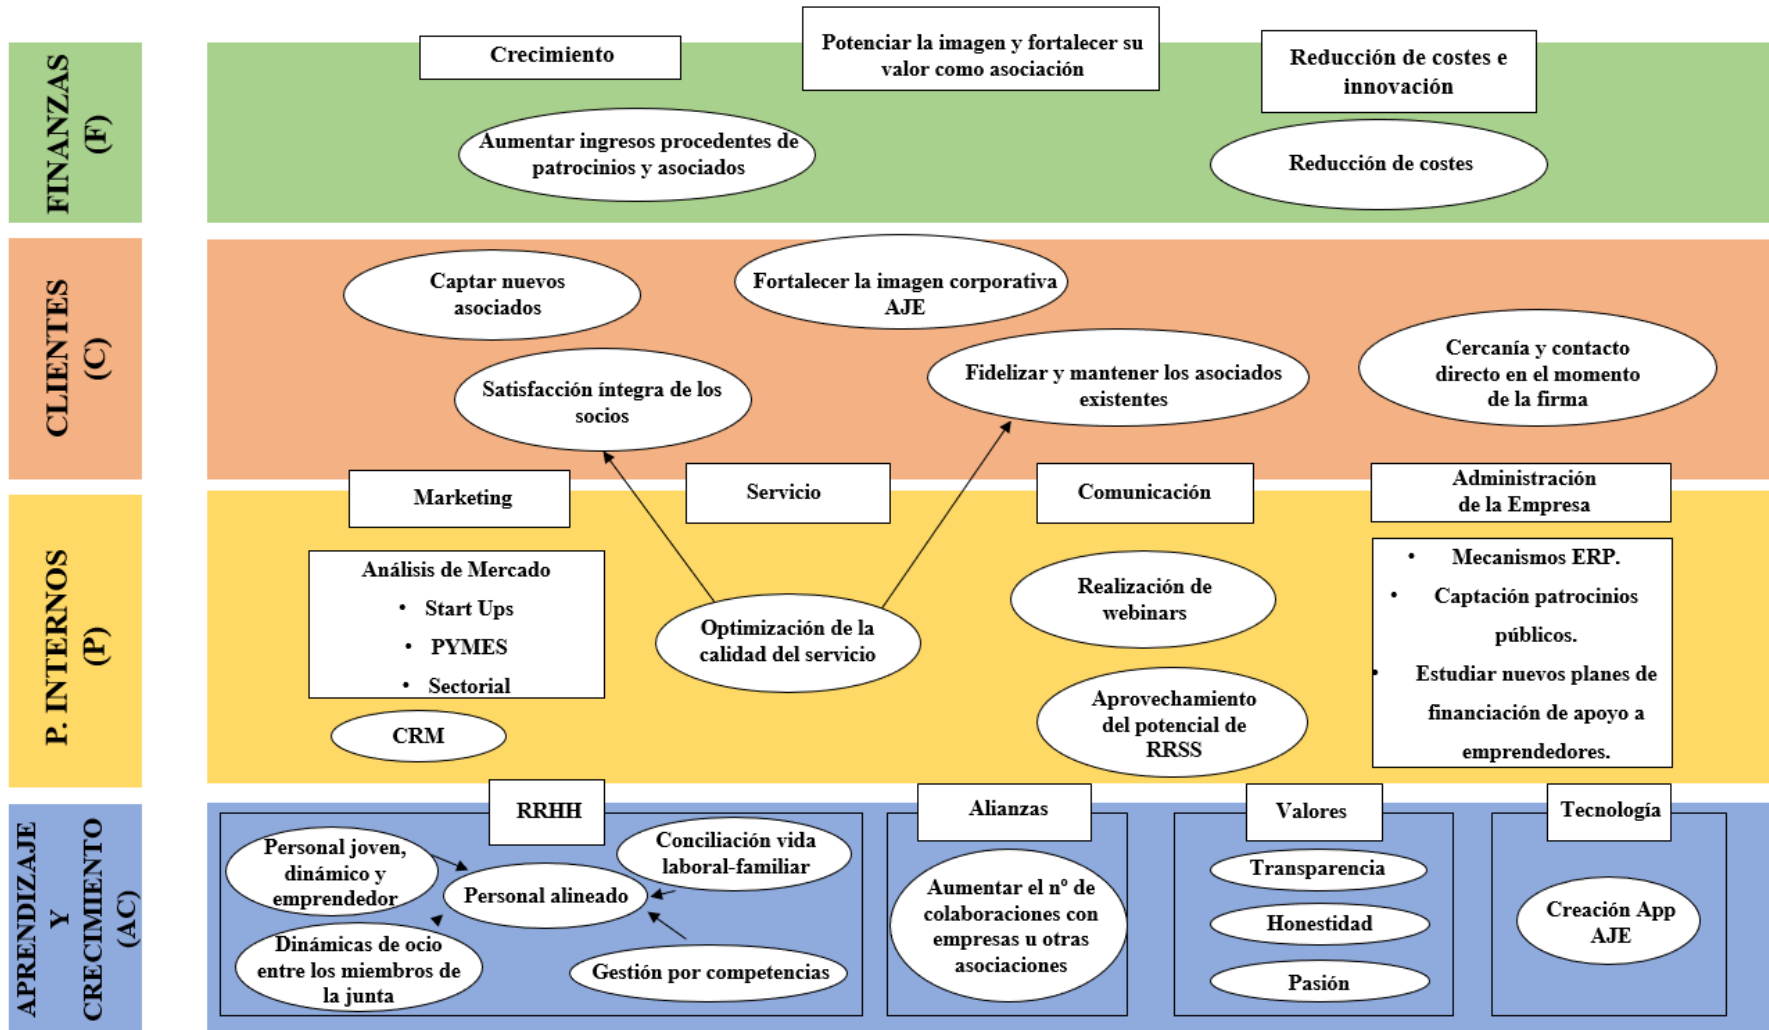 FINANZAS
(F)
Crecimiento
Potenciar la imagen y fortalecer su
valor como asociación
Reducción de costes e
innovación
Aumentar ingresos procedentes de
patrocinios y asociados
Reducción de costes
CLIENTES
(C)
Captar nuevos
asociados
Fortalecer la imagen corporativa
AJE
Satisfacción íntegra de los
socios
Fidelizar y mantener los asociados
existentes
Cercanía y contacto
directo en el momento
de la firma
P. INTERNOS
(P)
Marketing
Servicio
Comunicación
Administración
de la Empresa
Análisis de Mercado
• Start Ups
• PYMES
• Sectorial
CRM
Optimización de la
calidad del servicio
Realización de
webinars
Aprovechamiento
del potencial de
RRSS
• Mecanismos ERP.
• Captación patrocinios
públicos.
• Estudiar nuevos planes de
financiación de apoyo a
emprendedores.
APRENDIZAJE
Y
CRECIMIENTO
(AC)
RRHH
Personal joven,
dinámico y
emprendedor
Conciliación vida
laboral-familiar
Personal alineado
Dinámicas de ocio
entre los miembros de
la junta
Gestión por competencias
Alianzas
Aumentar el nº de
colaboraciones con
empresas u otras
asociaciones
Valores
Transparencia
Honestidad
Pasión
Tecnología
Creación App
AJE